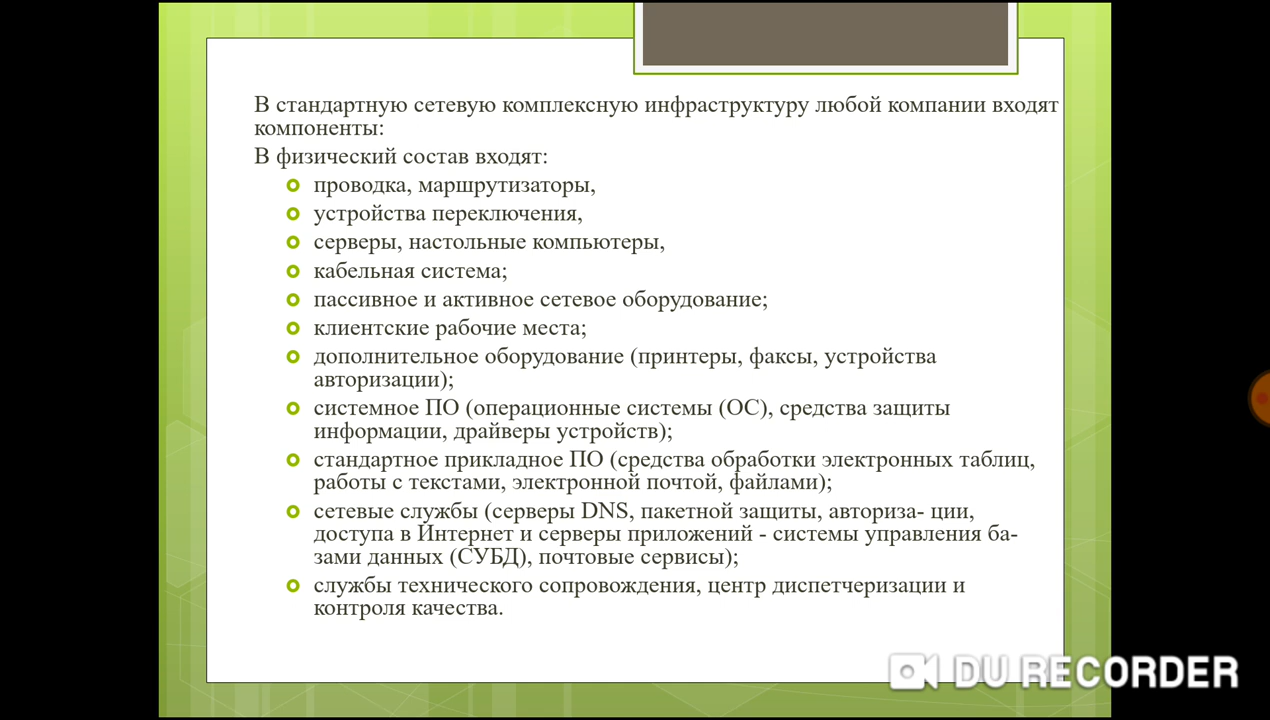 В стандартную сетевую комплексную инфраструктуру любой компании входят
компоненты:
В физический состав входят:
проводка, маршрутизаторы,
устройства переключения,
серверы, настольные компьютеры,
кабельная система;
пассивное и активное сетевое оборудование;
клиентские рабочие места;
дополнительное оборудование (принтеры, факсы, устройства
авторизации);
системное ПО (операционные системы (ОС), средства защиты
информации, драйверы устройств);
стандартное прикладное ПО (средства обработки электронных таблиц,
работы с текстами, электронной почтой, файлами);
сетевые службы (серверы DNS, пакетной защиты, авториза- ции,
доступа в Интернет и серверы приложений - системы управления ба-
зами данных (СУБД), почтовые сервисы);
службы технического сопровождения, центр диспетчеризации и
контроля качества.
DU RECORDER